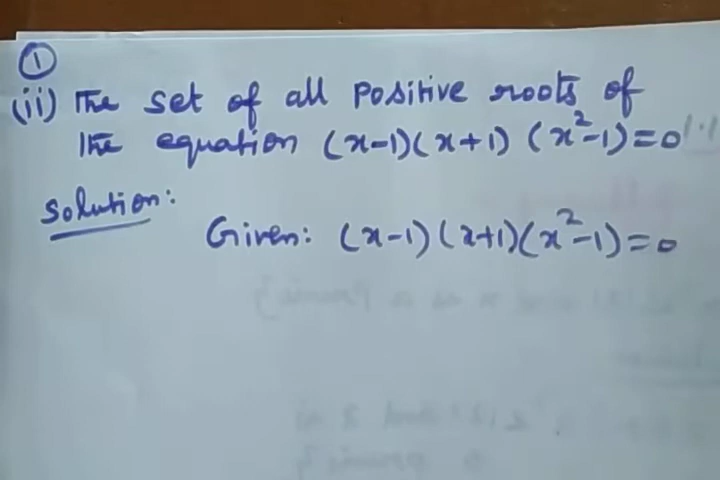 ①
(ii) The set of all positive roots of
the equation (x-1)(x+1) (x²-1)=0
Solution:
Given: (x-1)(x+1)(x²-1)=0